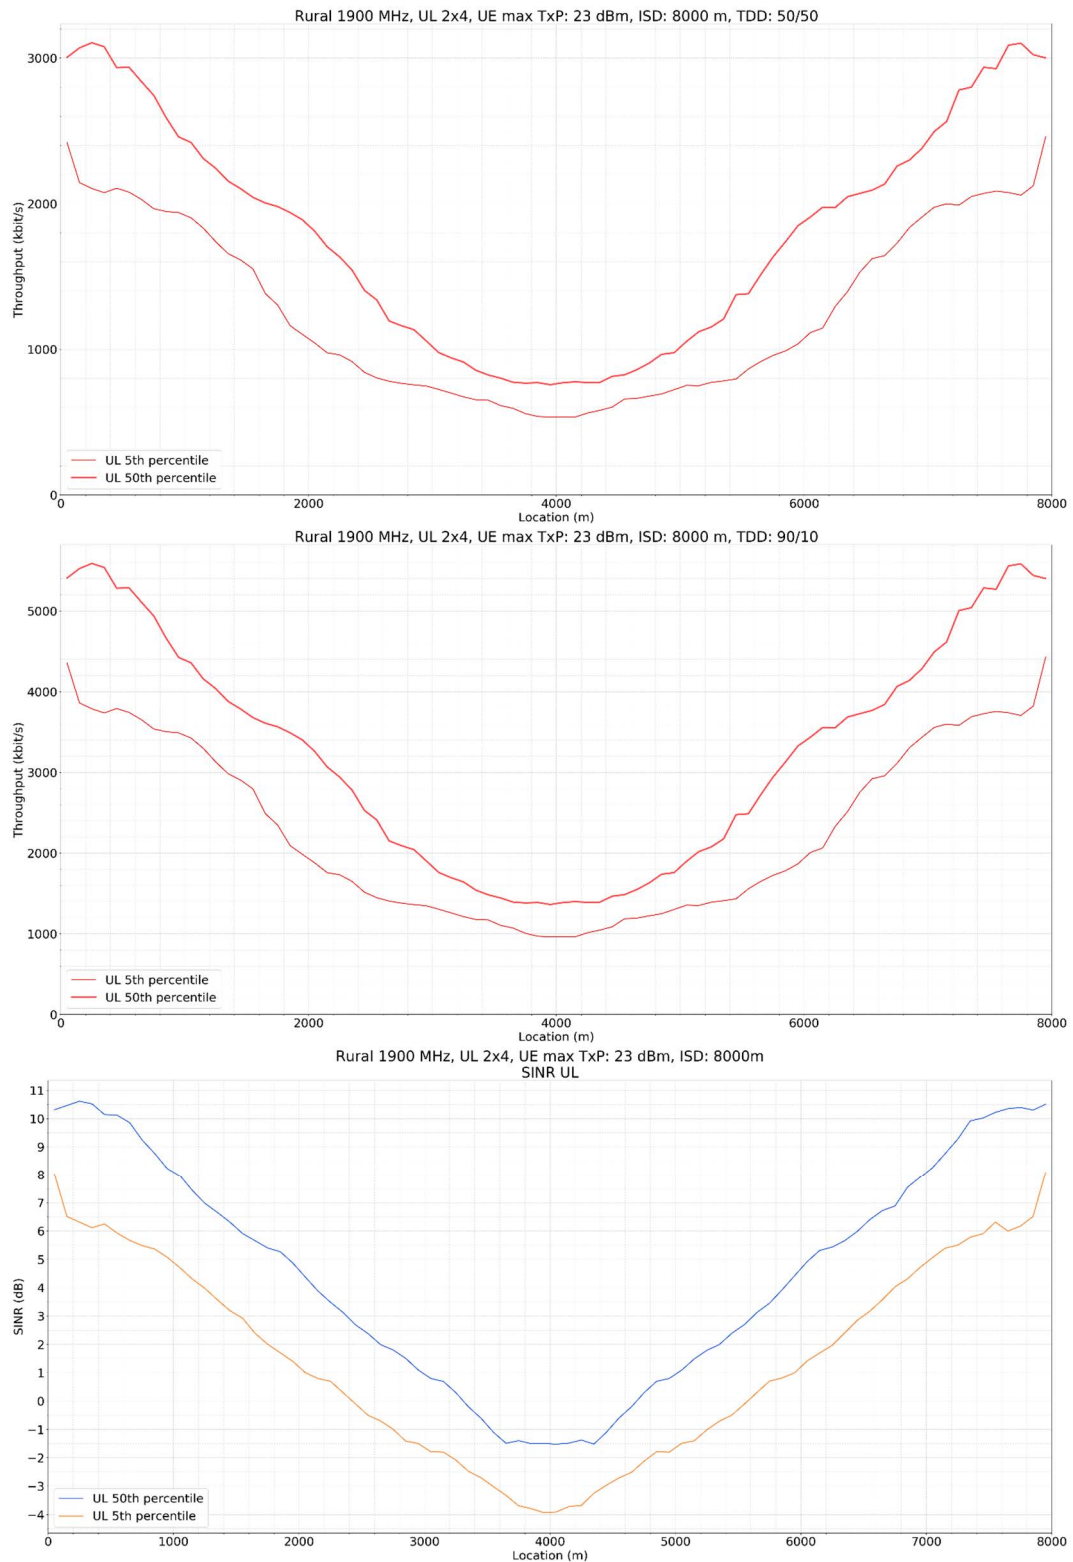 Rural 1900 MHz, UL 2x4, UE max TxP: 23 dBm, ISD: 8000 m, TDD: 50/50
3000
2000
1000
0
Throughput (kbit/s)
UL 5th percentile
UL 50th percentile
0 2000 4000 6000 8000
Location (m)
Rural 1900 MHz, UL 2x4, UE max TxP: 23 dBm, ISD: 8000 m, TDD: 90/10
5000
4000
3000
2000
1000
0
Throughput (kbit/s)
UL 5th percentile
UL 50th percentile
0 2000 4000 6000 8000
Location (m)
Rural 1900 MHz, UL 2x4, UE max TxP: 23 dBm, ISD: 8000m
SINR UL
11
10
9
8
7
6
5
4
3
2
1
0
−1
−2
−3
−4
SINR (dB)
UL 50th percentile
UL 5th percentile
0 1000 2000 3000 4000 5000 6000 7000 8000
Location (m)